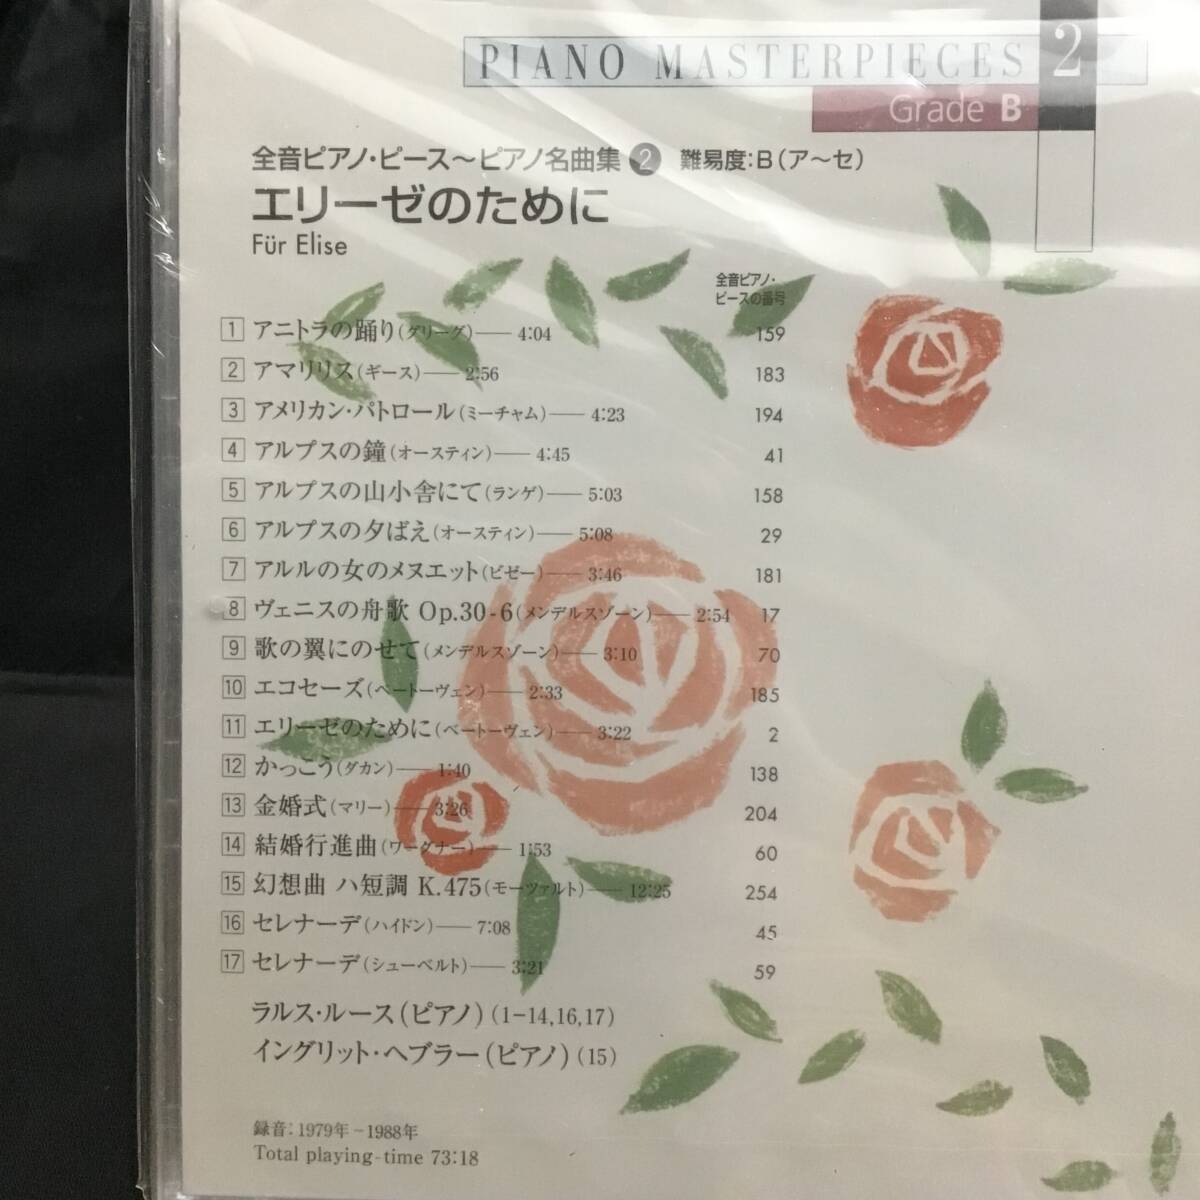 PIANO MASTERPIECES 2
Grade B
全音ピアノ・ピース～ピアノ名曲集 2 難易度：B（ア～セ）
エリーゼのために
Für Elise
全音ピアノ・
ピースの番号
1 アニトラの踊り（グリーグ）── 4:04 159
2 アマリリス（ギース）── 2:56 183
3 アメリカン・パトロール（ミーチャム）── 4:23 194
4 アルプスの鐘（オースティン）── 4:45 41
5 アルプスの山小舎にて（ランゲ）── 5:03 158
6 アルプスの夕ばえ（オースティン）── 5:08 29
7 アルルの女のメヌエット（ビゼー）── 3:46 181
8 ヴェニスの舟歌 Op.30-6（メンデルスゾーン）── 2:54 17
9 歌の翼にのせて（メンデルスゾーン）── 3:10 70
10 エコセーズ（ベートーヴェン）── 2:33 185
11 エリーゼのために（ベートーヴェン）── 3:22 2
12 かっこう（ダカン）── 1:40 138
13 金婚式（マリー）── 3:26 204
14 結婚行進曲（ワーグナー）── 1:53 60
15 幻想曲 ハ短調 K.475（モーツァルト）── 12:25 254
16 セレナーデ（ハイドン）── 7:08 45
17 セレナーデ（シューベルト）── 3:21 59
ラルス・ルース（ピアノ）（1-14,16,17）
イングリット・ヘブラー（ピアノ）（15）
録音：1979年-1988年
Total playing-time 73:18